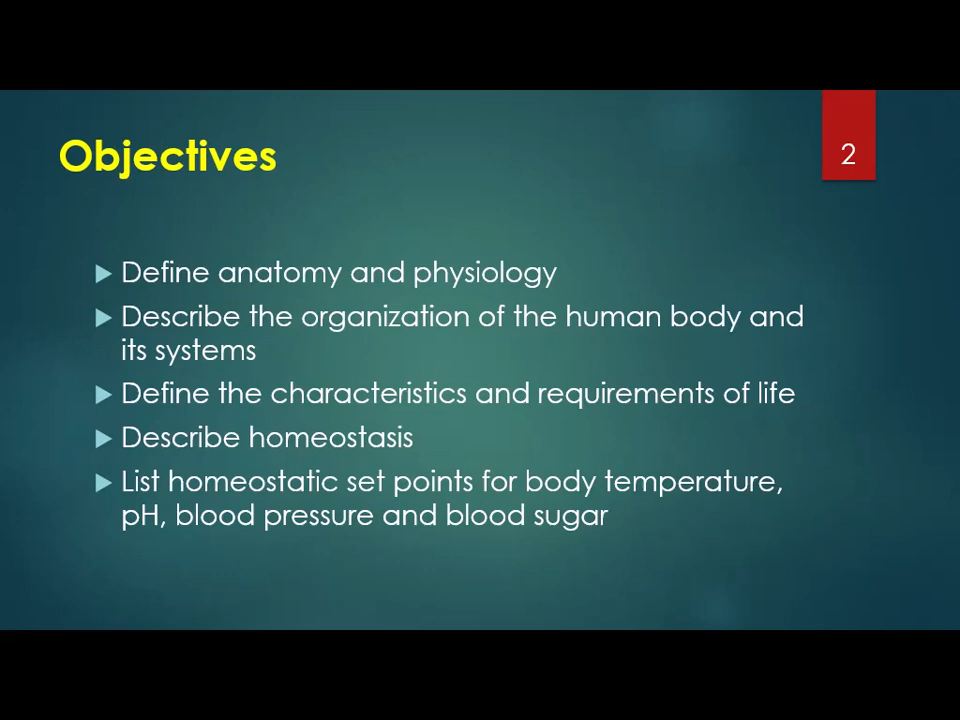 Objectives
2
Define anatomy and physiology
Describe the organization of the human body and
its systems
Define the characteristics and requirements of life
Describe homeostasis
List homeostatic set points for body temperature,
pH, blood pressure and blood sugar